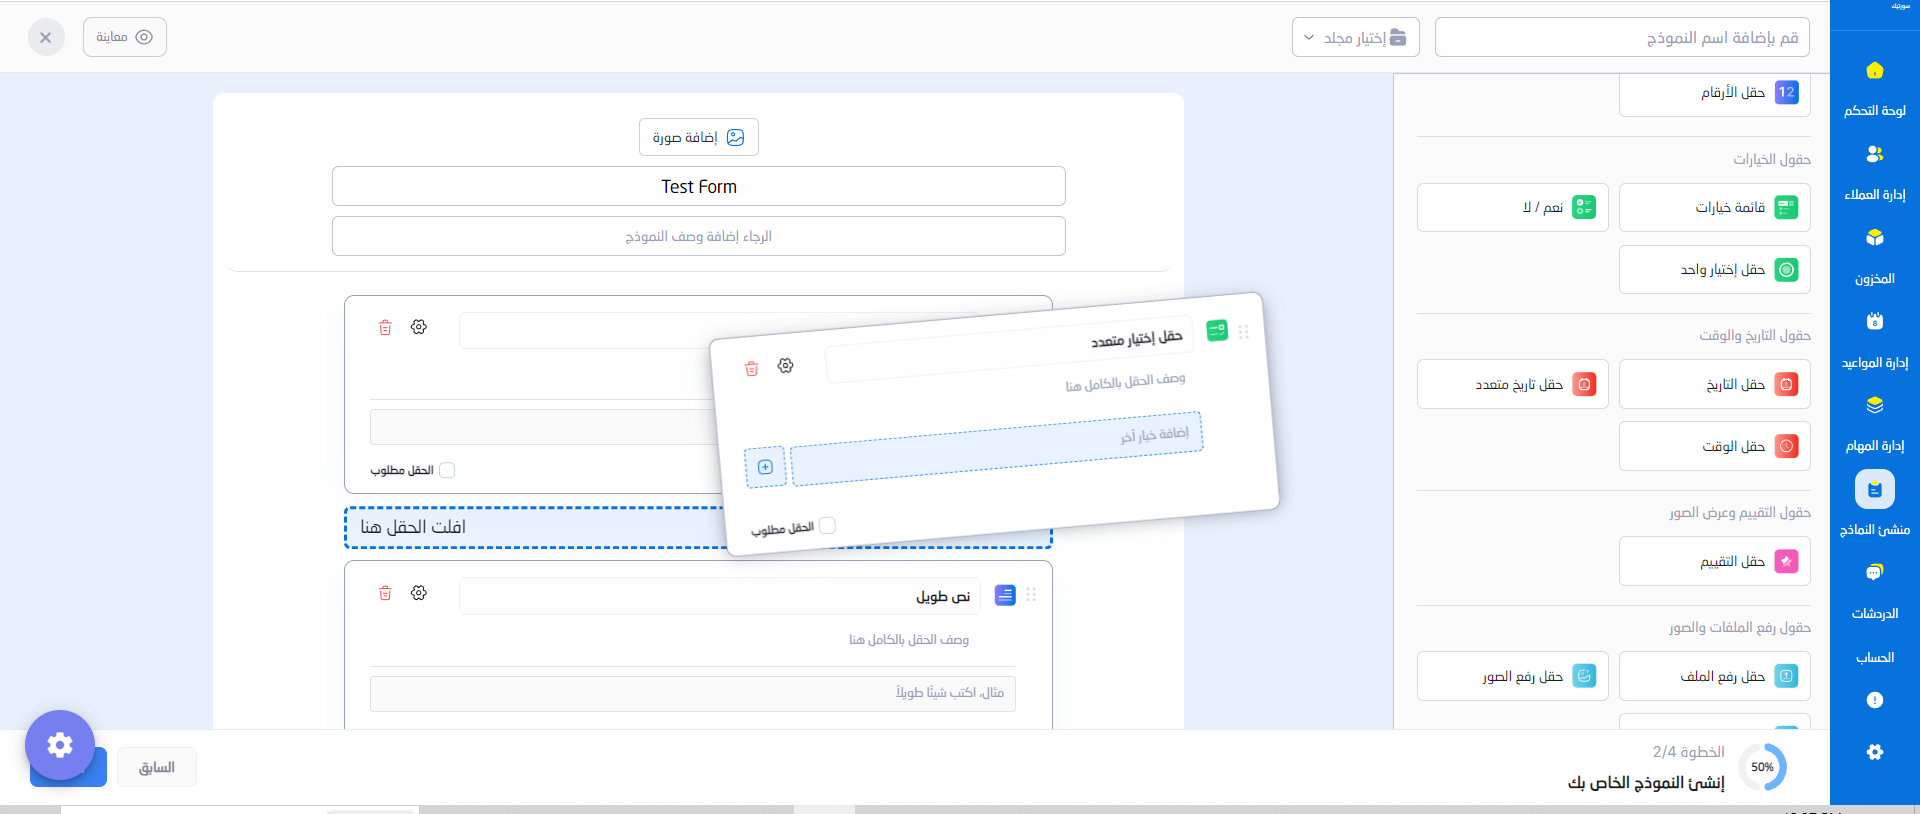 سوزتيك
قم بإضافة اسم النموذج
إختيار مجلد
معاينة
لوحة التحكم
إدارة العملاء
المخزون
إدارة المواعيد
8
إدارة المهام
منشئ النماذج
الدردشات
الحساب
12 حقل الأرقام
حقول الخيارات
قائمة خيارات
نعم / لا
حقل إختيار واحد
حقول التاريخ والوقت
حقل التاريخ
حقل تاريخ متعدد
حقل الوقت
حقول التقييم وعرض الصور
حقل التقييم
حقول رفع الملفات والصور
حقل رفع الملف
حقل رفع الصور
إضافة صورة
Test Form
الرجاء إضافة وصف النموذج
الحقل مطلوب
حقل إختيار متعدد
وصف الحقل بالكامل هنا
إضافة خيار أخر
الحقل مطلوب
افلت الحقل هنا
نص طويل
وصف الحقل بالكامل هنا
مثال، اكتب شيئًا طويلاً
50%
الخطوة 2/4
إنشئ النموذج الخاص بك
السابق